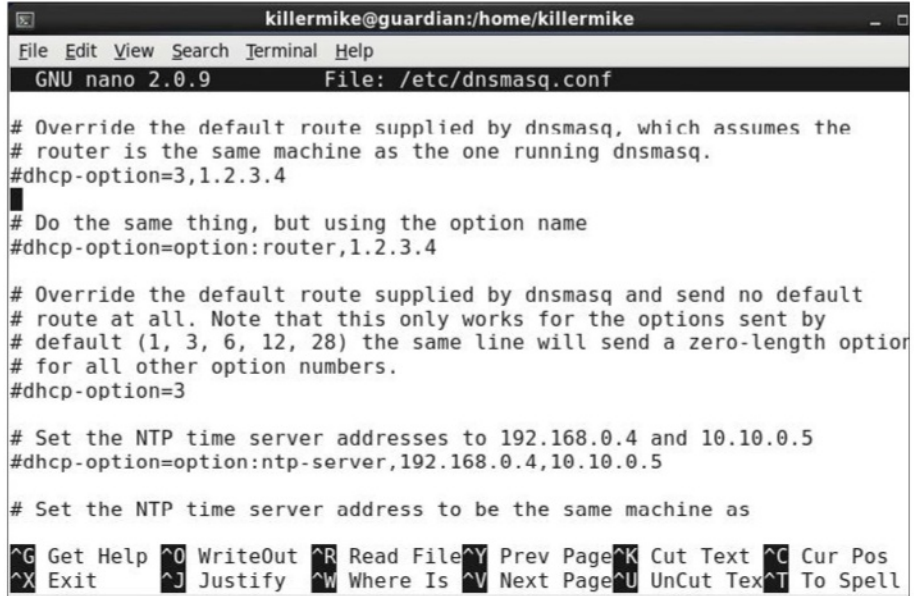 killermike@guardian:/home/killermike
File Edit View Search Terminal Help
GNU nano 2.0.9 File: /etc/dnsmasq.conf
# Override the default route supplied by dnsmasq, which assumes the
# router is the same machine as the one running dnsmasq.
#dhcp-option=3,1.2.3.4
# Do the same thing, but using the option name
#dhcp-option=option:router,1.2.3.4
# Override the default route supplied by dnsmasq and send no default
# route at all. Note that this only works for the options sent by
# default (1, 3, 6, 12, 28) the same line will send a zero-length option
# for all other option numbers.
#dhcp-option=3
# Set the NTP time server addresses to 192.168.0.4 and 10.10.0.5
#dhcp-option=option:ntp-server,192.168.0.4,10.10.0.5
# Set the NTP time server address to be the same machine as
^G Get Help ^O WriteOut ^R Read File ^Y Prev Page ^K Cut Text ^C Cur Pos
^X Exit ^J Justify ^W Where Is ^V Next Page ^U UnCut Tex ^T To Spell